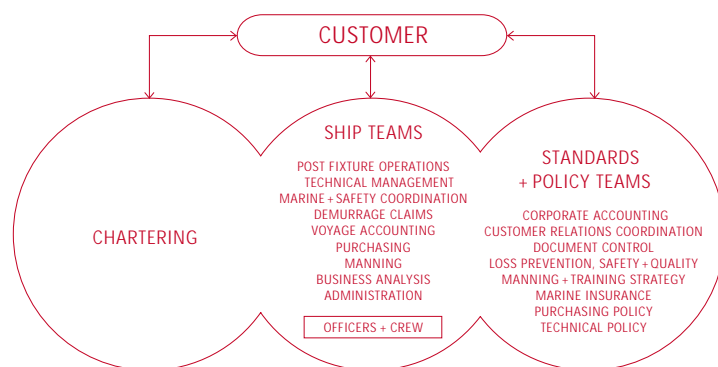 CUSTOMER
CHARTERING
SHIP TEAMS
POST FIXTURE OPERATIONS
TECHNICAL MANAGEMENT
MARINE + SAFETY COORDINATION
DEMURRAGE CLAIMS
VOYAGE ACCOUNTING
PURCHASING
MANNING
BUSINESS ANALYSIS
ADMINISTRATION
OFFICERS + CREW
STANDARDS
+ POLICY TEAMS
CORPORATE ACCOUNTING
CUSTOMER RELATIONS COORDINATION
DOCUMENT CONTROL
LOSS PREVENTION, SAFETY + QUALITY
MANNING + TRAINING STRATEGY
MARINE INSURANCE
PURCHASING POLICY
TECHNICAL POLICY